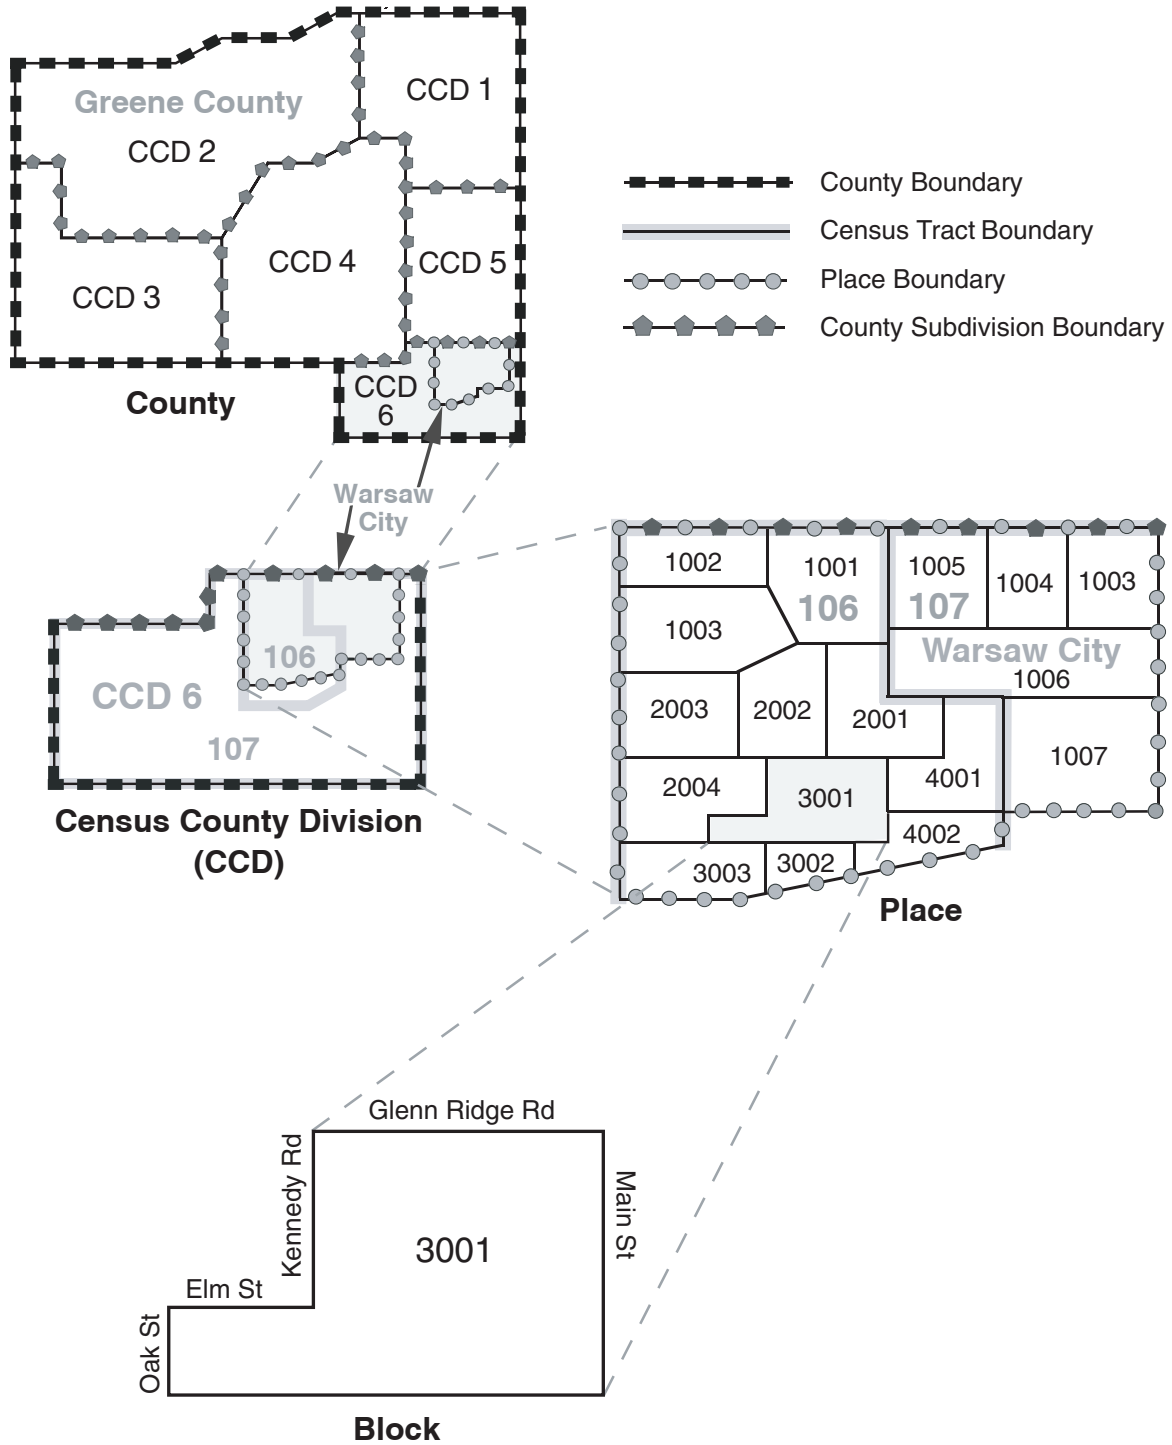 CCD 1
Greene County
CCD 2
CCD 4
CCD 5
CCD 3
CCD
6
County
County Boundary
Census Tract Boundary
Place Boundary
County Subdivision Boundary
Warsaw
City
106
CCD 6
107
Census County Division
(CCD)
1002
1001
1005
1004
1003
106
107
1003
Warsaw City
1006
2003
2002
2001
1007
2004
3001
4001
4002
3003
3002
Place
Glenn Ridge Rd
Kennedy Rd
Main St
3001
Elm St
Oak St
Block